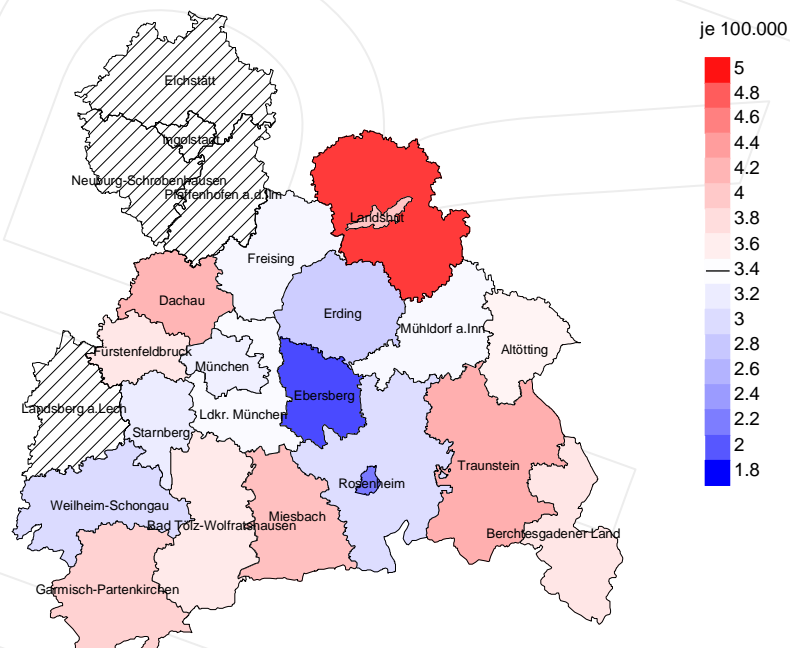 je 100.000
5
4.8
4.6
4.4
4.2
4
3.8
3.6
3.4
3.2
3
2.8
2.6
2.4
2.2
2
1.8
Eichstätt
Ingolstadt
Neuburg-Schrobenhausen
Pfaffenhofen a.d.Ilm
Landshut
Freising
Dachau
Erding
Mühldorf a.Inn
Altötting
Fürstenfeldbruck
München
Ebersberg
Landsberg a.Lech
Ldkr. München
Starnberg
Traunstein
Rosenheim
Weilheim-Schongau
Miesbach
Bad Tölz-Wolfratshausen
Berchtesgadener Land
Garmisch-Partenkirchen